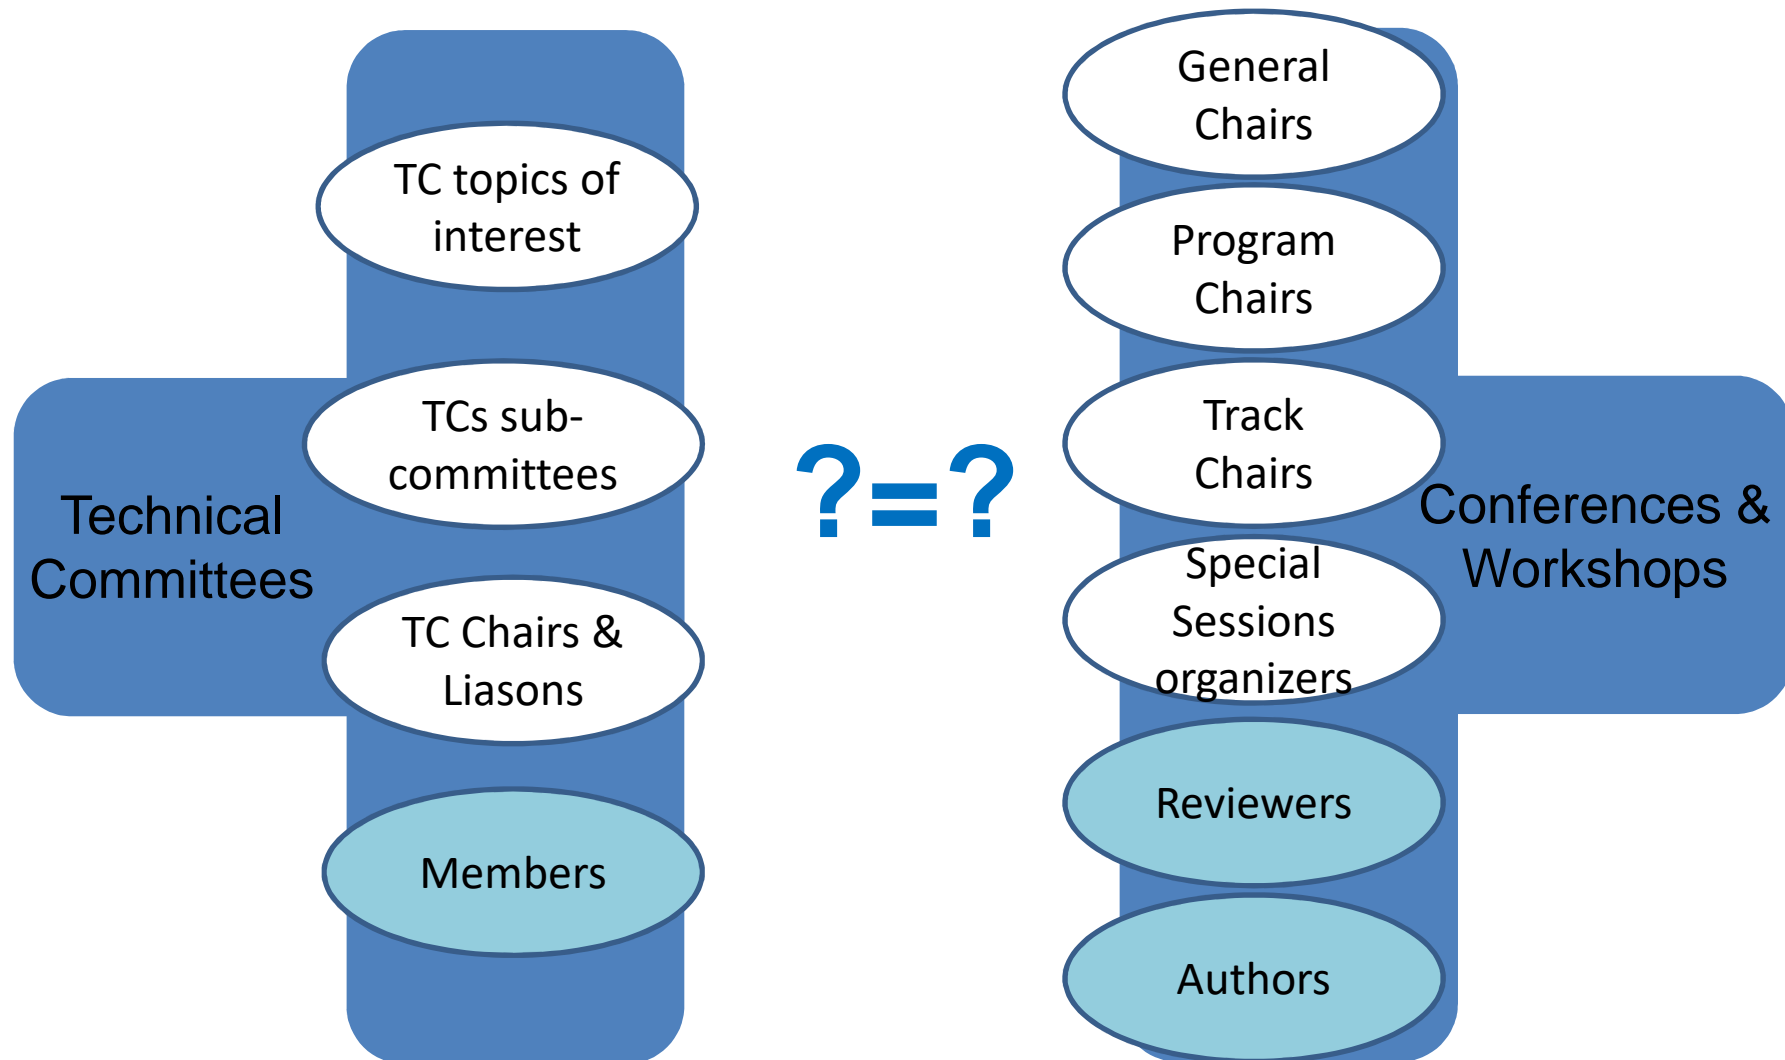 Technical
Committees
TC topics of
interest
TCs sub-
committees
TC Chairs &
Liasons
Members
?=?
General
Chairs
Program
Chairs
Track
Chairs
Special
Sessions
organizers
Reviewers
Authors
Conferences &
Workshops